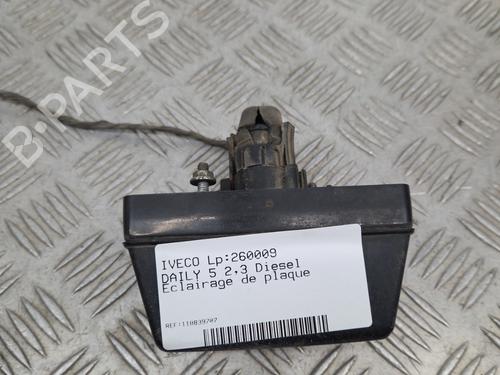 B-PARTS
IVECO Lp:260009
DAILY 5 2,3 Diesel
Eclairage de plaque
REF:110839707